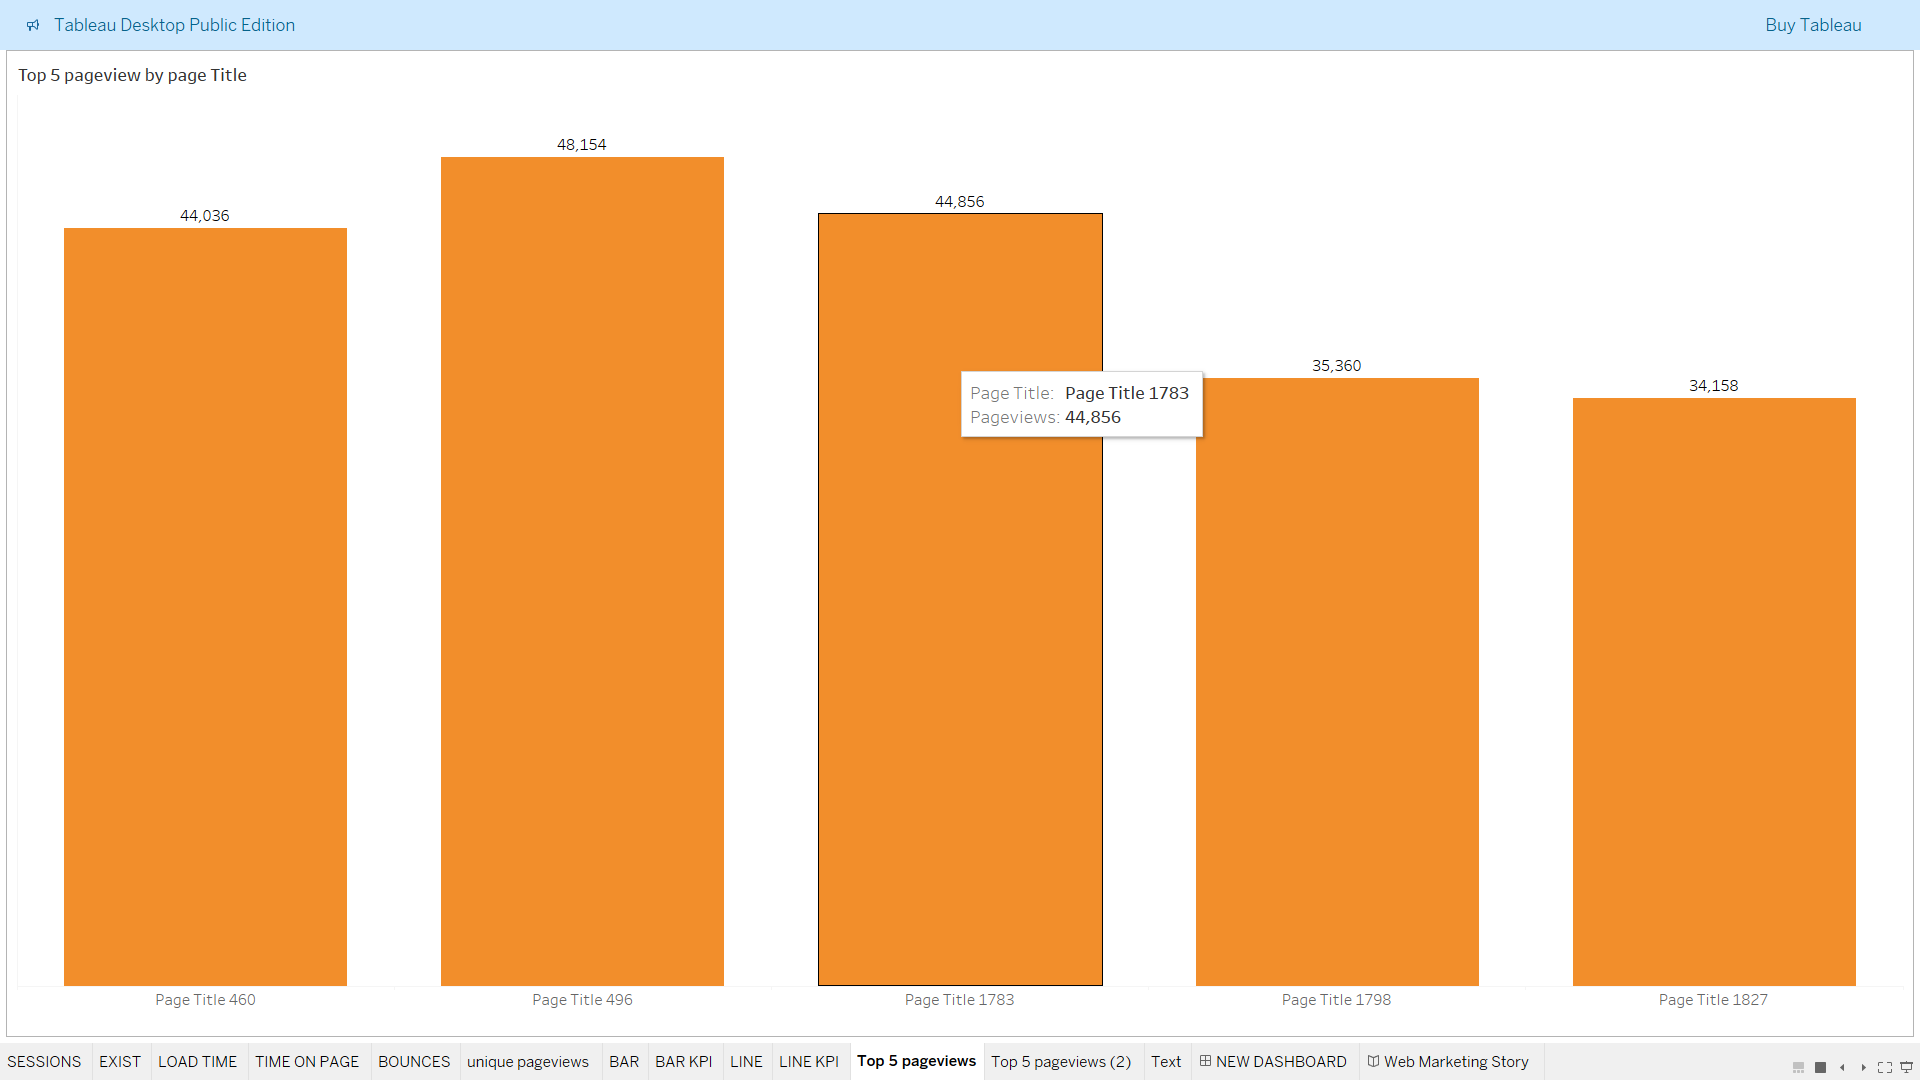 Tableau Desktop Public Edition
Buy Tableau
Top 5 pageview by page Title
48,154
44,856
44,036
35,360
34,158
Page Title: Page Title 1783
Pageviews: 44,856
Page Title 460
Page Title 496
Page Title 1783
Page Title 1798
Page Title 1827
SESSIONS EXIST LOAD TIME TIME ON PAGE BOUNCES unique pageviews BAR BAR KPI LINE LINE KPI Top 5 pageviews Top 5 pageviews (2) Text NEW DASHBOARD Web Marketing Story